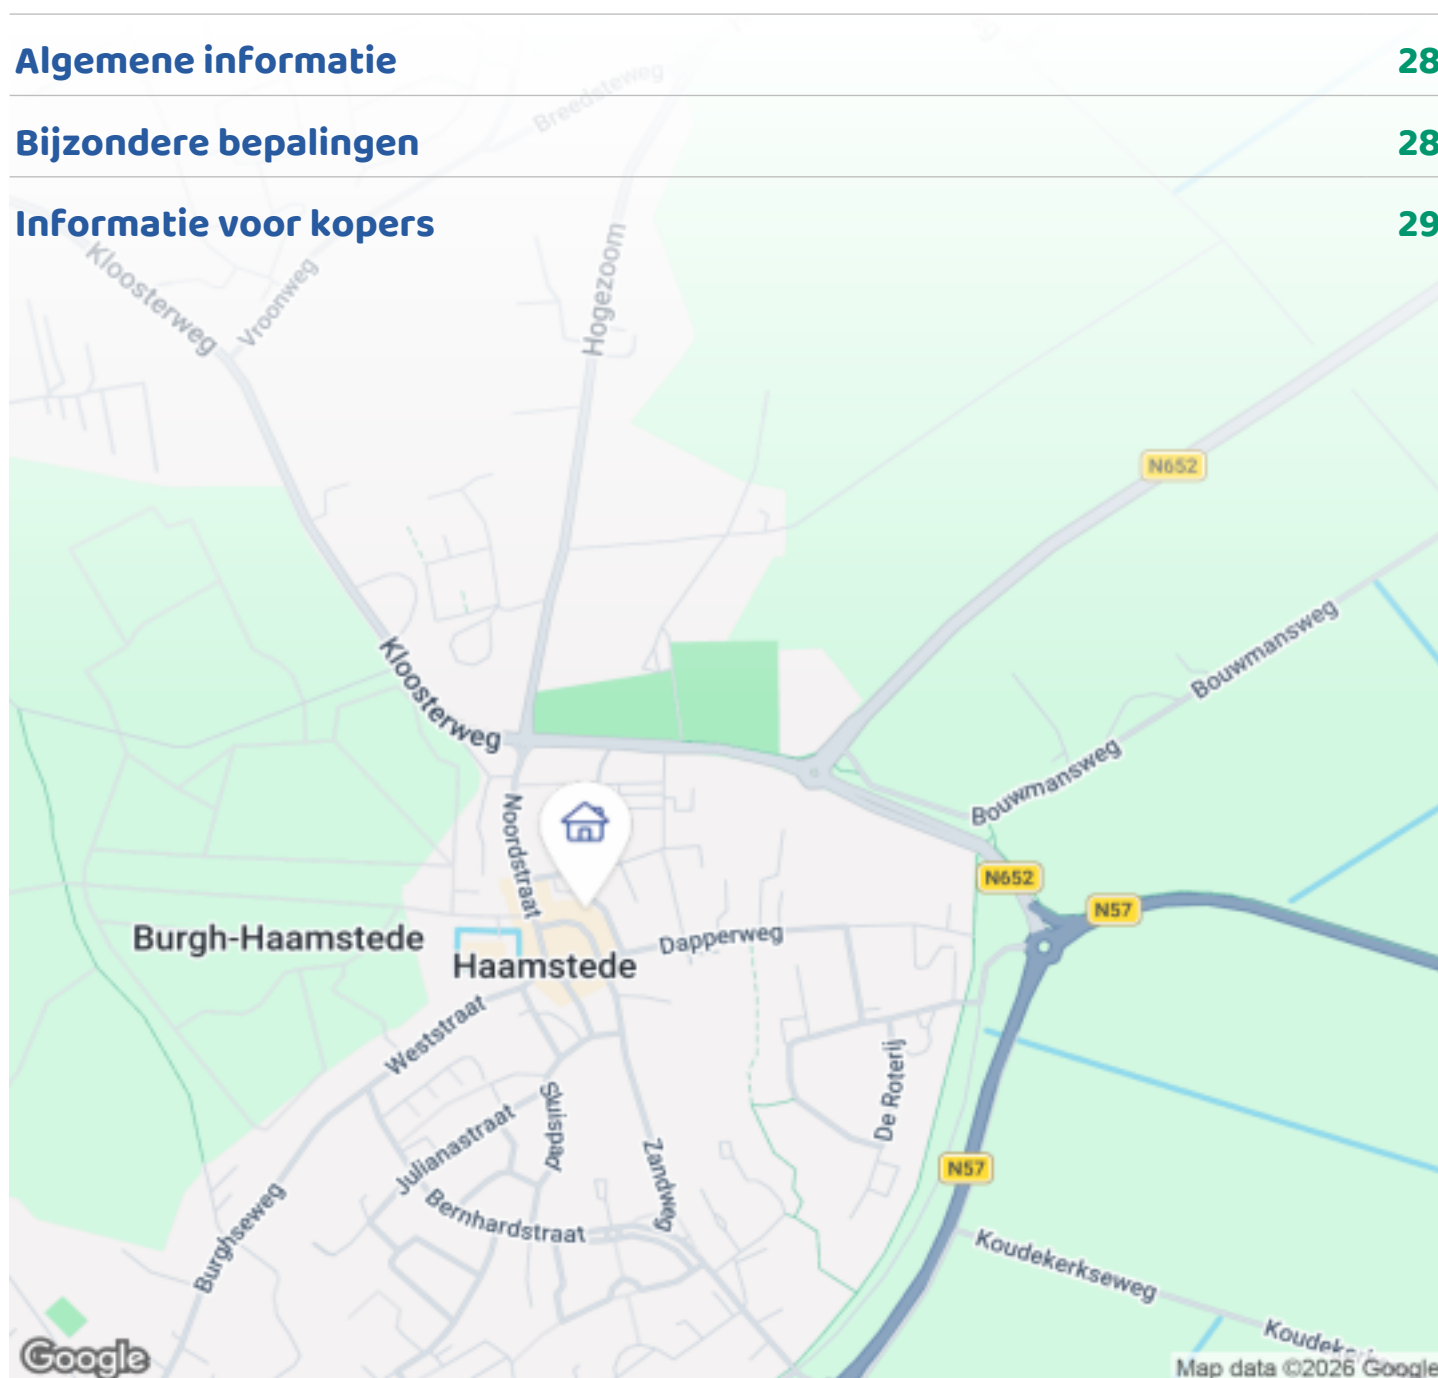 Algemene informatie 28
Bijzondere bepalingen 28
Informatie voor kopers 29
Breedsteweg
Kloosterweg
Vroonweg
Hogezoom
N652
Bouwmansweg
Kloosterweg
Bouwmansweg
Noordstraat
N652
N57
Burgh-Haamstede
Haamstede
Dapperweg
Weststraat
De Roterij
Sluispad
Julianastraat
Zandweg
N57
Bernhardstraat
Burghseweg
Koudekerkseweg
Google
Map data ©2026 Google